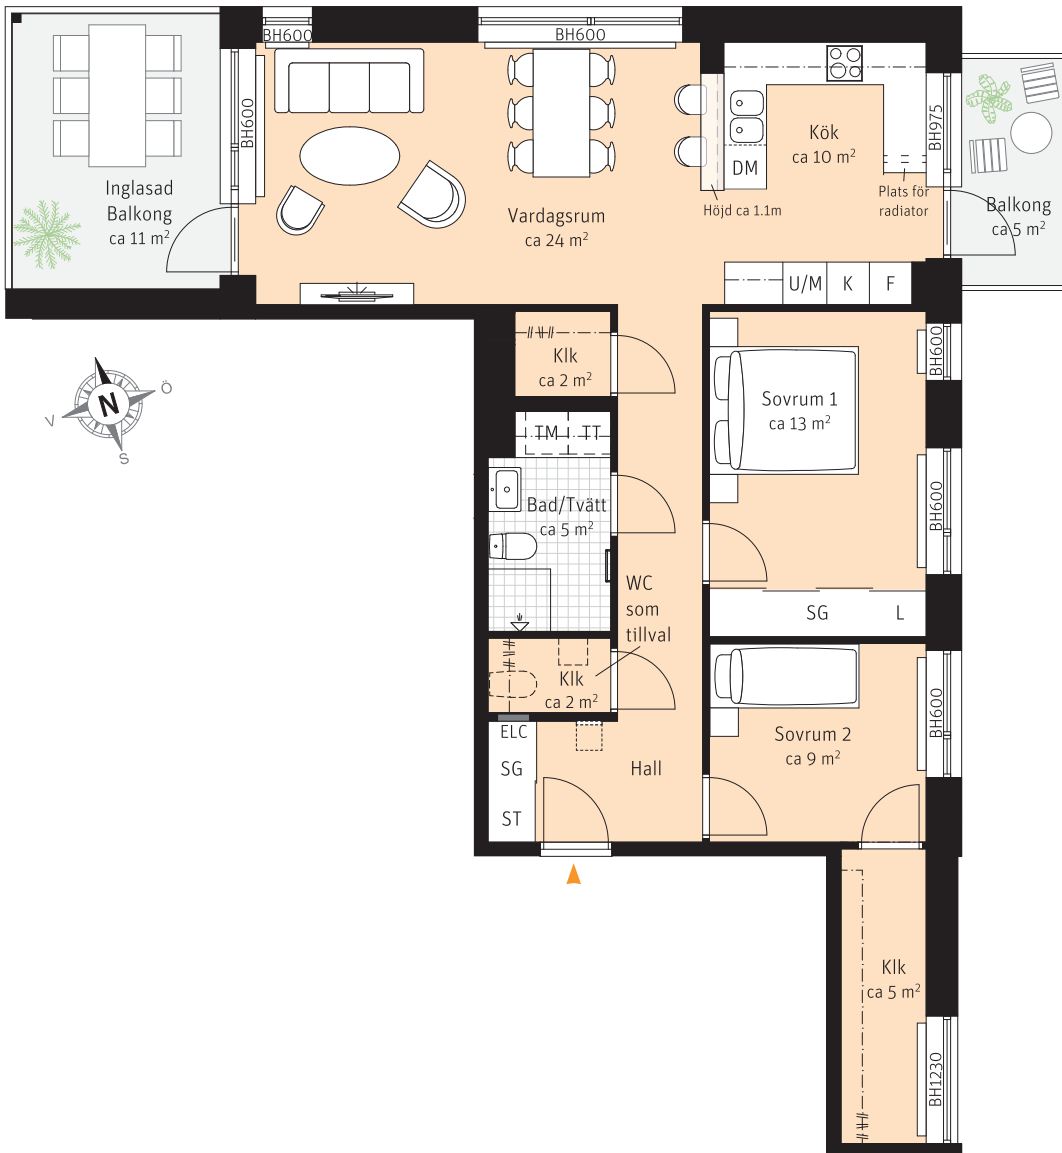 BH600
BH600
BH600
Inglasad
Balkong
ca 11 m²
Vardagsrum
ca 24 m²
Kök
ca 10 m²
DM
Höjd ca 1.1m
Plats för
radiator
BH975
Balkong
ca 5 m²
U/M
K
F
N
Ö
V
S
Klk
ca 2 m²
Sovrum 1
ca 13 m²
BH600
BH600
TM
TT
Bad/Tvätt
ca 5 m²
WC
som
tillval
SG
L
Klk
ca 2 m²
ELC
SG
ST
Hall
Sovrum 2
ca 9 m²
BH600
Klk
ca 5 m²
BH1230